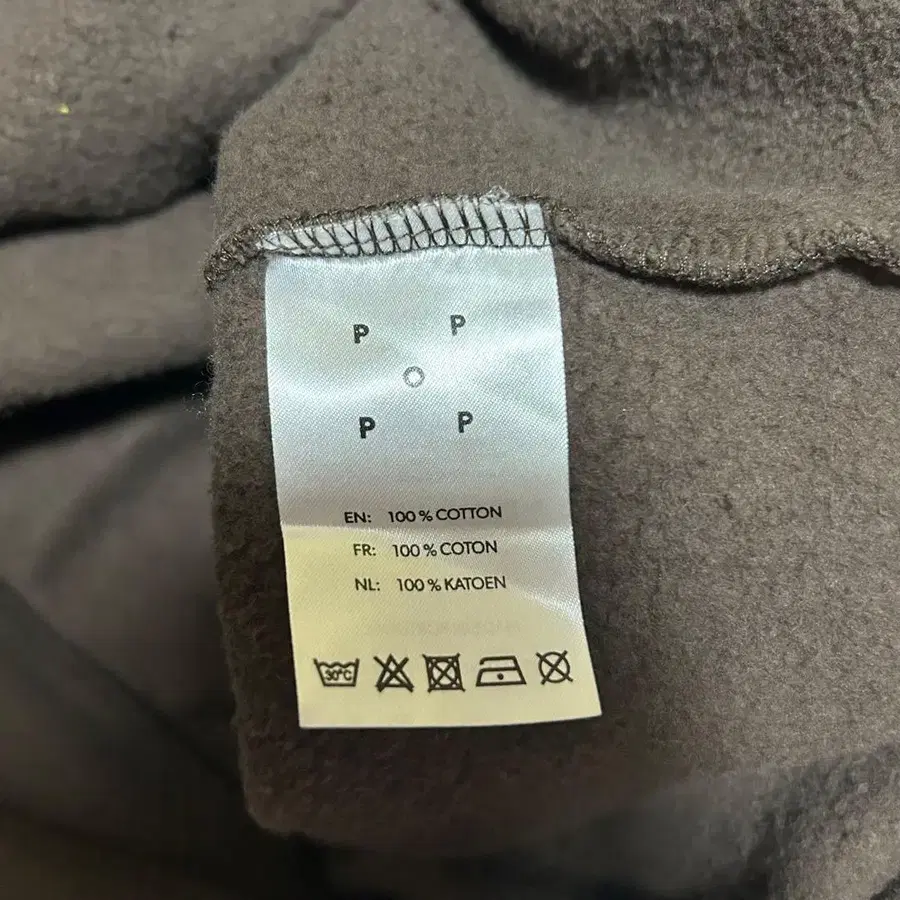 P P
P P
EN: 100 % COTTON
FR: 100 % COTON
NL: 100 % KATOEN
30°C